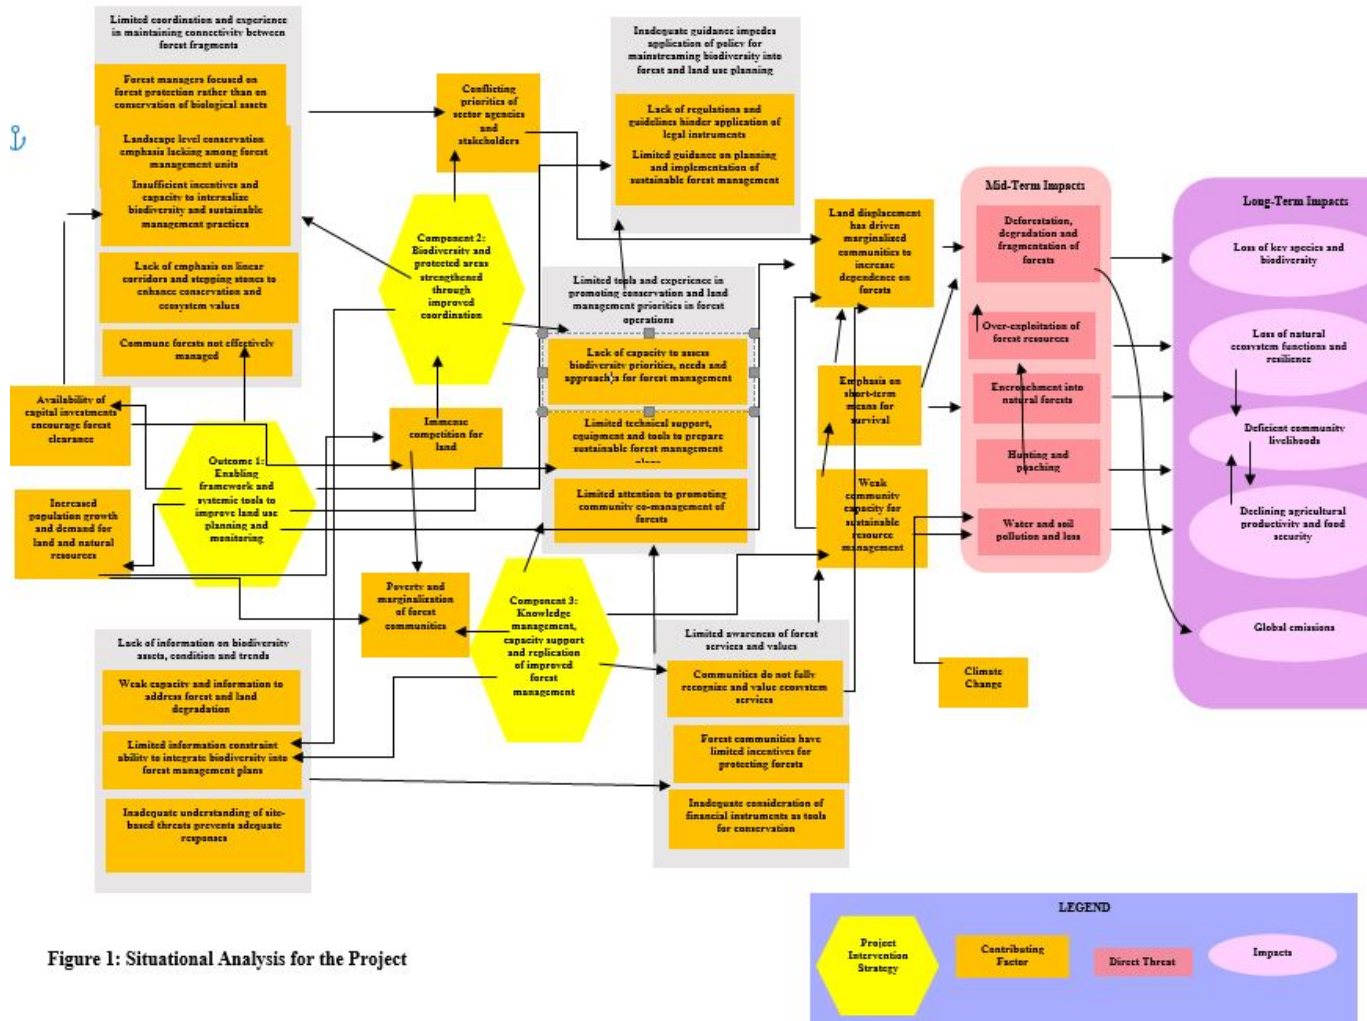 Limited coordination and experience
in maintaining connectivity between
forest fragments
Forest managers focused on
forest protection rather than on
conservation of biological assets
Landscape level conservation
emphasis lacking among forest
management units
Insufficient incentives and
capacity to internalize
biodiversity and sustainable
management practices
Lack of emphasis on linear
corridors and stepping stones to
enhance conservation and
ecosystem values
Commune forests not effectively
managed
Availability of
capital investments
encourage forest
clearance
Increased
population growth
and demand for
land and natural
resources
Outcome 1:
Enabling
framework and
systemic tools to
improve land use
planning and
monitoring
Conflicting
priorities of
sector agencies
and
stakeholders
Component 2:
Biodiversity and
protected areas
strengthened
through
improved
coordination
Immense
competition for
land
Poverty and
marginalization
of forest
communities
Component 3:
Knowledge
management,
capacity support
and replication
of improved
forest
management
Inadequate guidance impedes
application of policy for
mainstreaming biodiversity into
forest and land use planning
Lack of regulations and
guidelines hinder application of
legal instruments
Limited guidance on planning
and implementation of
sustainable forest management
Limited tools and experience in
promoting conservation and land
management priorities in forest
operations
Lack of capacity to assess
biodiversity priorities, needs and
approaches for forest management
Limited technical support,
equipment and tools to prepare
sustainable forest management
Limited attention to promoting
community co-management of
forests
Lack of information on biodiversity
assets, condition and trends
Weak capacity and information to
address forest and land
degradation
Limited information constraint
ability to integrate biodiversity into
forest management plans
Inadequate understanding of site-
based threats prevents adequate
responses
Limited awareness of forest
services and values
Communities do not fully
recognize and value ecosystem
services
Forest communities have
limited incentives for
protecting forests
Inadequate consideration of
financial instruments as tools
for conservation
Land displacement
has driven
marginalized
communities to
increase
dependence on
forests
Emphasis on
short-term
means for
survival
Weak
community
capacity for
sustainable
resource
management
Climate
Change
Mid-Term Impacts
Deforestation,
degradation and
fragmentation of
forests
Over-exploitation of
forest resources
Encroachment into
natural forests
Hunting and
poaching
Water and soil
pollution and loss
Long-Term Impacts
Loss of key species and
biodiversity
Loss of natural
ecosystem functions and
resilience
Deficient community
livelihoods
Declining agricultural
productivity and food
security
Global emissions
LEGEND
Project
Intervention
Strategy
Contributing
Factor
Direct Threat
Impacts
Figure 1: Situational Analysis for the Project